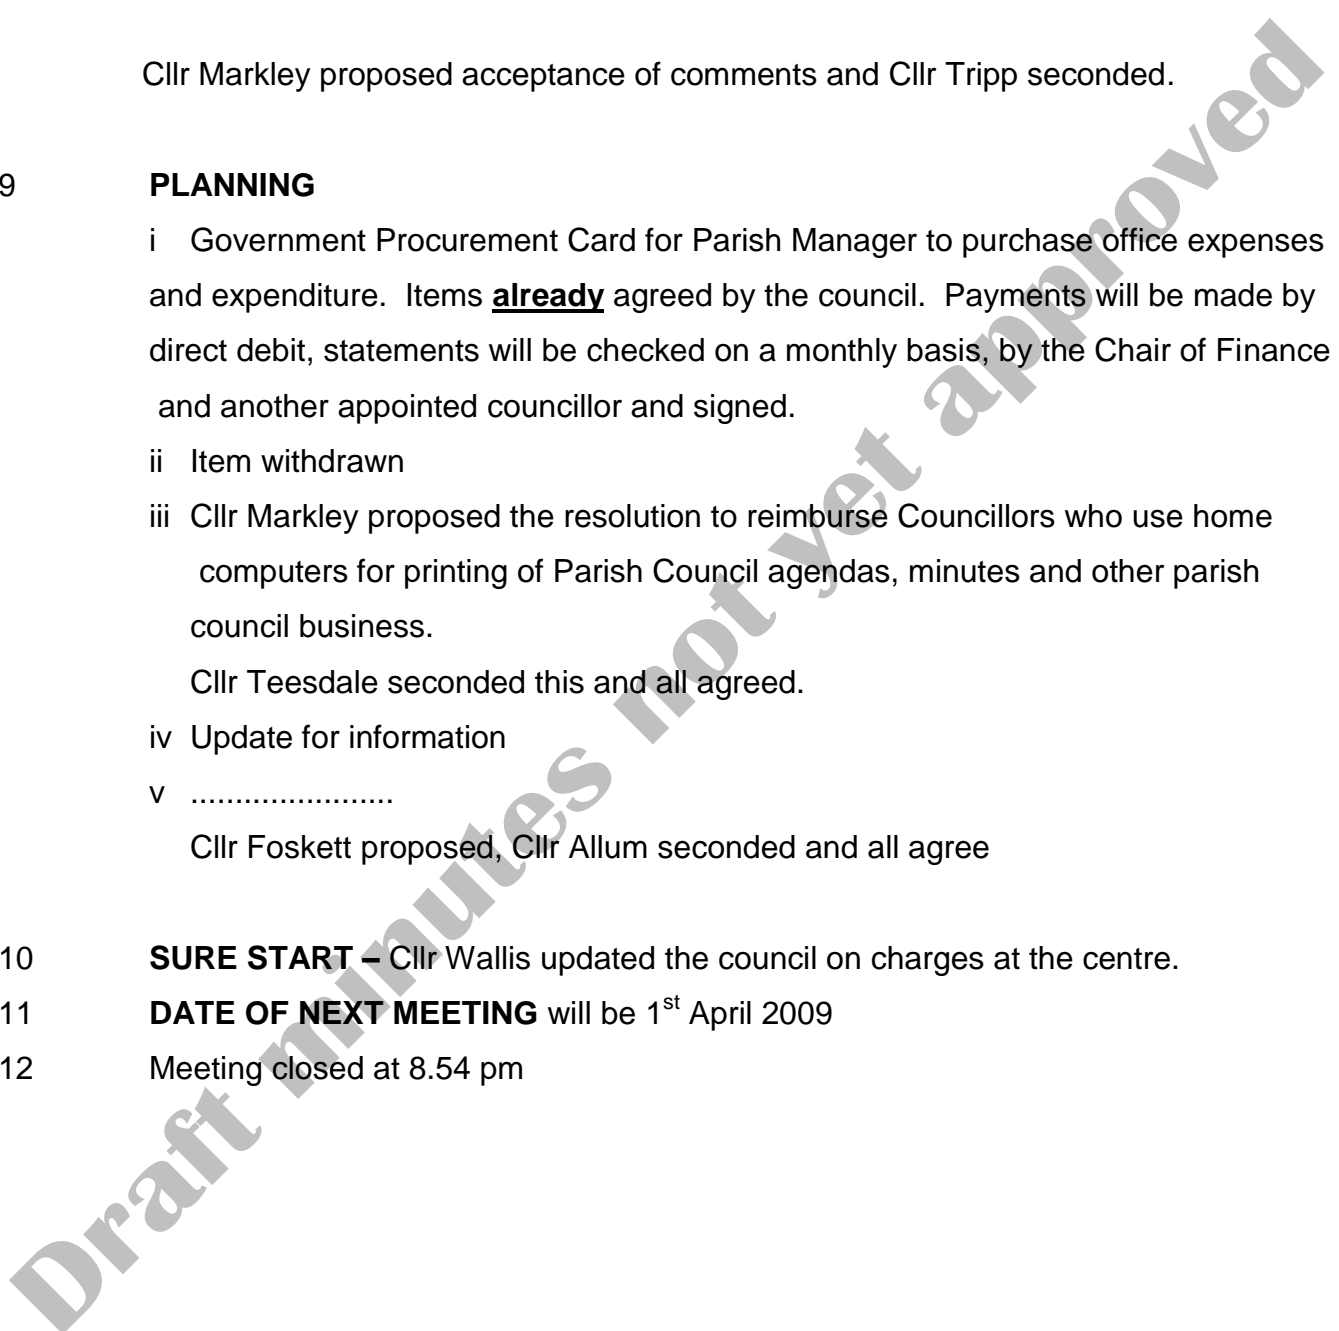 Cllr Markley proposed acceptance of comments and Cllr Tripp seconded.
9 PLANNING
i Government Procurement Card for Parish Manager to purchase office expenses
and expenditure. Items already agreed by the council. Payments will be made by
direct debit, statements will be checked on a monthly basis, by the Chair of Finance
and another appointed councillor and signed.
ii Item withdrawn
iii Cllr Markley proposed the resolution to reimburse Councillors who use home
computers for printing of Parish Council agendas, minutes and other parish
council business.
Cllr Teesdale seconded this and all agreed.
iv Update for information
v .......................
Cllr Foskett proposed, Cllr Allum seconded and all agree
10 SURE START – Cllr Wallis updated the council on charges at the centre.
11 DATE OF NEXT MEETING will be 1st April 2009
12 Meeting closed at 8.54 pm
Draft minutes not yet approved